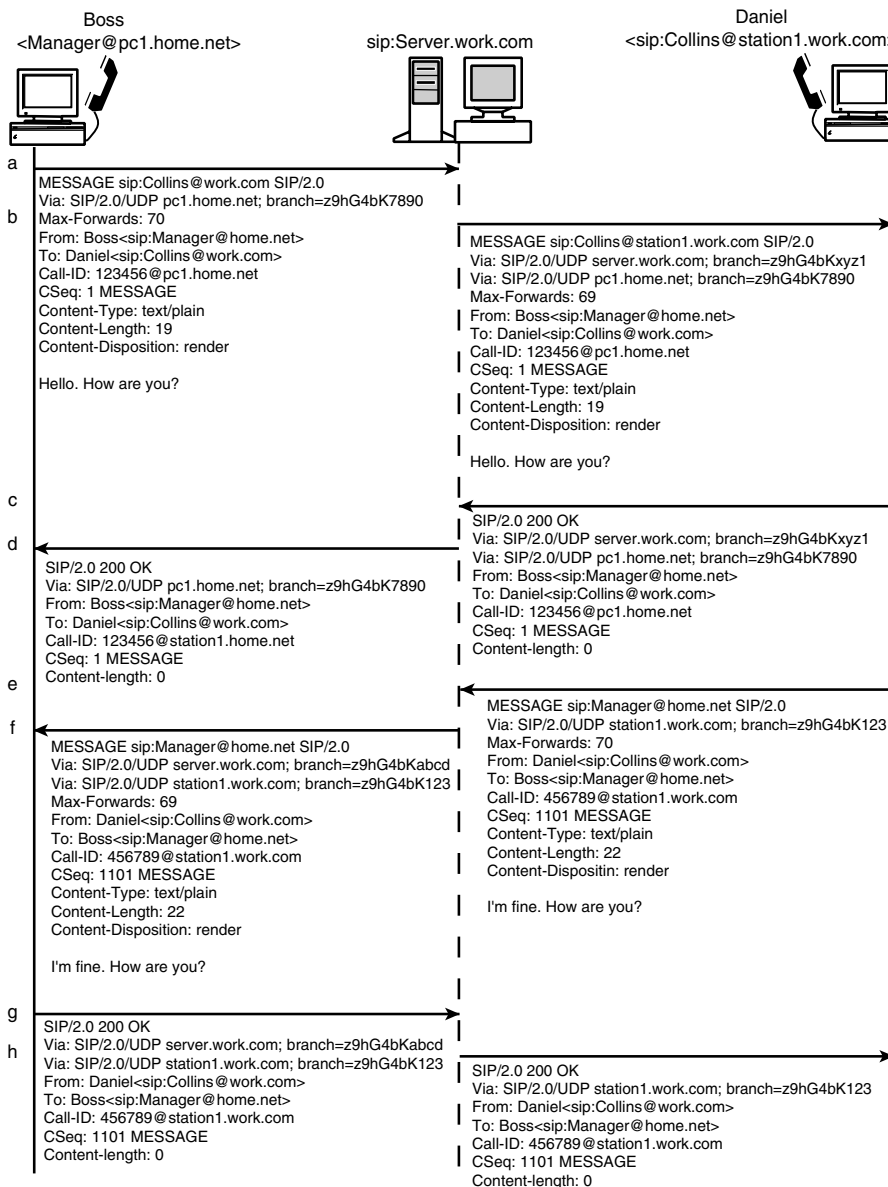 Boss
<Manager@pc1.home.net>
sip:Server.work.com
Daniel
<sip:Collins@station1.work.com>
a
MESSAGE sip:Collins@work.com SIP/2.0
Via: SIP/2.0/UDP pc1.home.net; branch=z9hG4bK7890
Max-Forwards: 70
From: Boss<sip:Manager@home.net>
To: Daniel<sip:Collins@work.com>
Call-ID: 123456@pc1.home.net
CSeq: 1 MESSAGE
Content-Type: text/plain
Content-Length: 19
Content-Disposition: render
Hello. How are you?
b
MESSAGE sip:Collins@station1.work.com SIP/2.0
Via: SIP/2.0/UDP server.work.com; branch=z9hG4bKxyz1
Via: SIP/2.0/UDP pc1.home.net; branch=z9hG4bK7890
Max-Forwards: 69
From: Boss<sip:Manager@home.net>
To: Daniel<sip:Collins@work.com>
Call-ID: 123456@pc1.home.net
CSeq: 1 MESSAGE
Content-Type: text/plain
Content-Length: 19
Content-Disposition: render
Hello. How are you?
c
SIP/2.0 200 OK
Via: SIP/2.0/UDP server.work.com; branch=z9hG4bKxyz1
Via: SIP/2.0/UDP pc1.home.net; branch=z9hG4bK7890
From: Boss<sip:Manager@home.net>
To: Daniel<sip:Collins@work.com>
Call-ID: 123456@pc1.home.net
CSeq: 1 MESSAGE
Content-length: 0
d
SIP/2.0 200 OK
Via: SIP/2.0/UDP pc1.home.net; branch=z9hG4bK7890
From: Boss<sip:Manager@home.net>
To: Daniel<sip:Collins@work.com>
Call-ID: 123456@station1.home.net
CSeq: 1 MESSAGE
Content-length: 0
e
MESSAGE sip:Manager@home.net SIP/2.0
Via: SIP/2.0/UDP station1.work.com; branch=z9hG4bK123
Max-Forwards: 70
From: Daniel<sip:Collins@work.com>
To: Boss<sip:Manager@home.net>
Call-ID: 456789@station1.work.com
CSeq: 1101 MESSAGE
Content-Type: text/plain
Content-Length: 22
Content-Dispositin: render
I'm fine. How are you?
f
MESSAGE sip:Manager@home.net SIP/2.0
Via: SIP/2.0/UDP server.work.com; branch=z9hG4bKabcd
Via: SIP/2.0/UDP station1.work.com; branch=z9hG4bK123
Max-Forwards: 69
From: Daniel<sip:Collins@work.com>
To: Boss<sip:Manager@home.net>
Call-ID: 456789@station1.work.com
CSeq: 1101 MESSAGE
Content-Type: text/plain
Content-Length: 22
Content-Disposition: render
I'm fine. How are you?
g
SIP/2.0 200 OK
Via: SIP/2.0/UDP server.work.com; branch=z9hG4bKabcd
Via: SIP/2.0/UDP station1.work.com; branch=z9hG4bK123
From: Daniel<sip:Collins@work.com>
To: Boss<sip:Manager@home.net>
Call-ID: 456789@station1.work.com
CSeq: 1101 MESSAGE
Content-length: 0
h
SIP/2.0 200 OK
Via: SIP/2.0/UDP station1.work.com; branch=z9hG4bK123
From: Daniel<sip:Collins@work.com>
To: Boss<sip:Manager@home.net>
Call-ID: 456789@station1.work.com
CSeq: 1101 MESSAGE
Content-length: 0